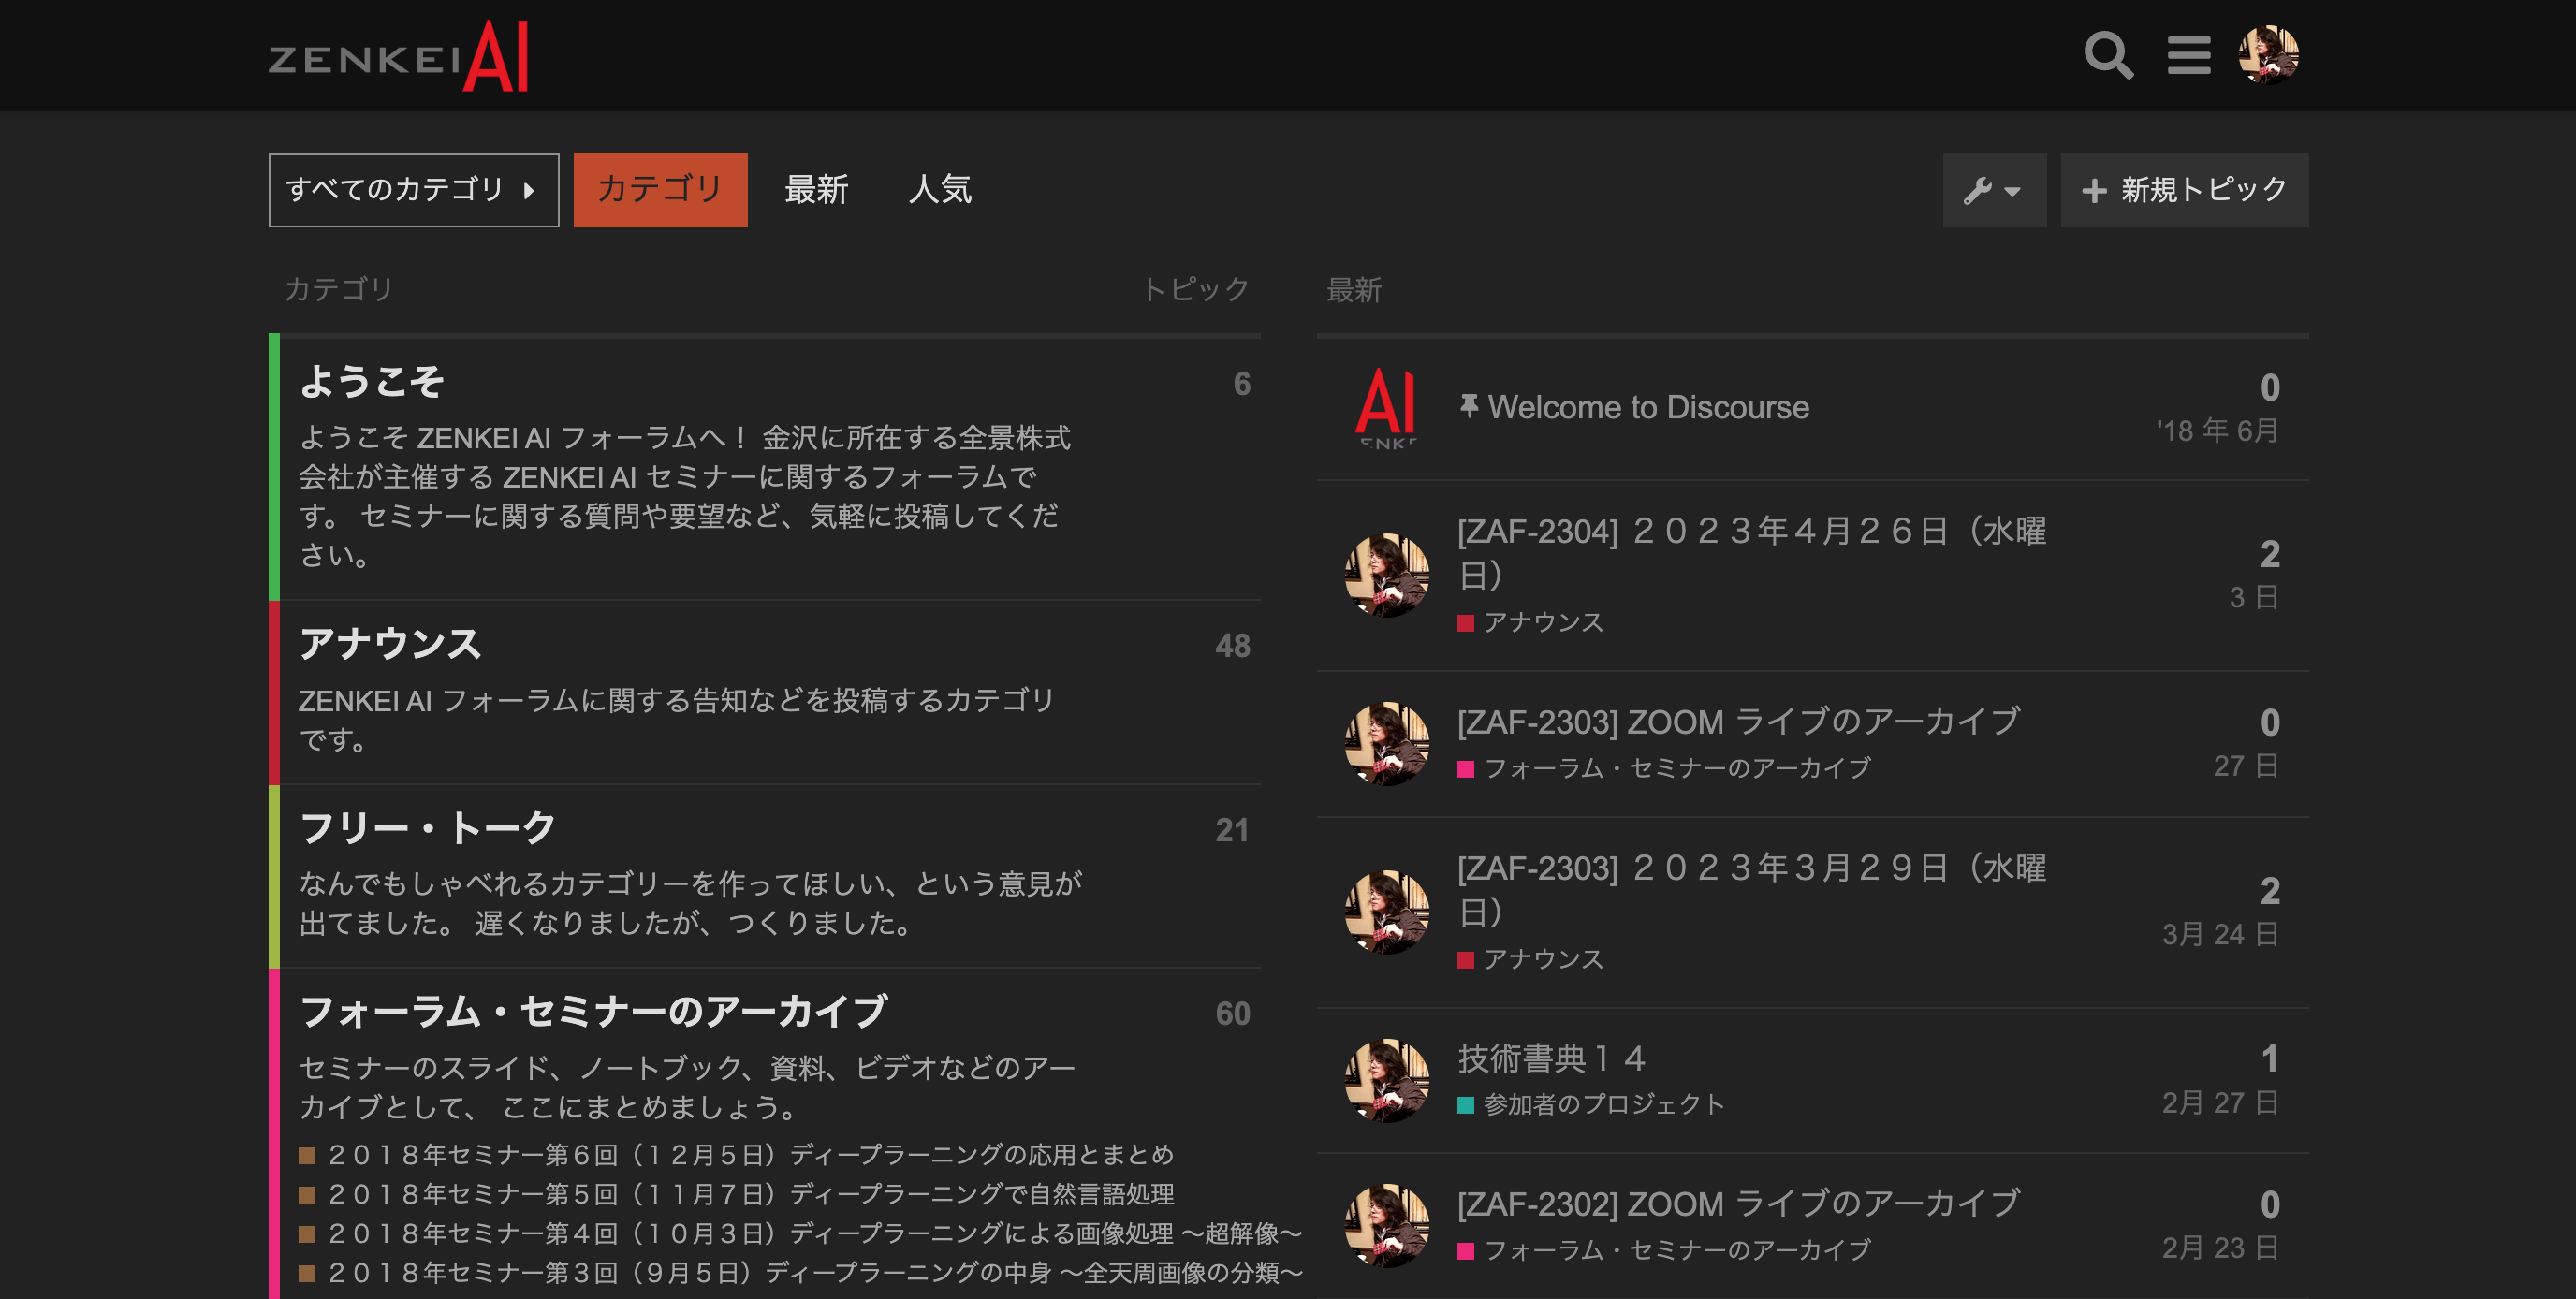 ZENKEI AI
すべてのカテゴリ
カテゴリ
最新
人気
新規トピック
カテゴリ
トピック
ようこそ
6
ようこそ ZENKEI AI フォーラムへ！ 金沢に所在する全景株式
会社が主催する ZENKEI AI セミナーに関するフォーラムで
す。 セミナーに関する質問や要望など、気軽に投稿してくだ
さい。
アナウンス
48
ZENKEI AI フォーラムに関する告知などを投稿するカテゴリ
です。
フリー・トーク
21
なんでもしゃべれるカテゴリーを作ってほしい、という意見が
出てました。 遅くなりましたが、つくりました。
フォーラム・セミナーのアーカイブ
60
セミナーのスライド、ノートブック、資料、ビデオなどのアー
カイブとして、 ここにまとめましょう。
２０１８年セミナー第６回（１２月５日）ディープラーニングの応用とまとめ
２０１８年セミナー第５回（１１月７日）ディープラーニングで自然言語処理
２０１８年セミナー第４回（１０月３日）ディープラーニングによる画像処理 〜超解像〜
２０１８年セミナー第３回（９月５日）ディープラーニングの中身 〜全天周画像の分類〜
最新
AI
ENK
Welcome to Discourse
0
'18 年 6月
[ZAF-2304] ２０２３年４月２６日（水曜
日）
アナウンス
2
3 日
[ZAF-2303] ZOOM ライブのアーカイブ
フォーラム・セミナーのアーカイブ
0
27 日
[ZAF-2303] ２０２３年３月２９日（水曜
日）
アナウンス
2
3月 24 日
技術書典１４
参加者のプロジェクト
1
2月 27 日
[ZAF-2302] ZOOM ライブのアーカイブ
フォーラム・セミナーのアーカイブ
0
2月 23 日